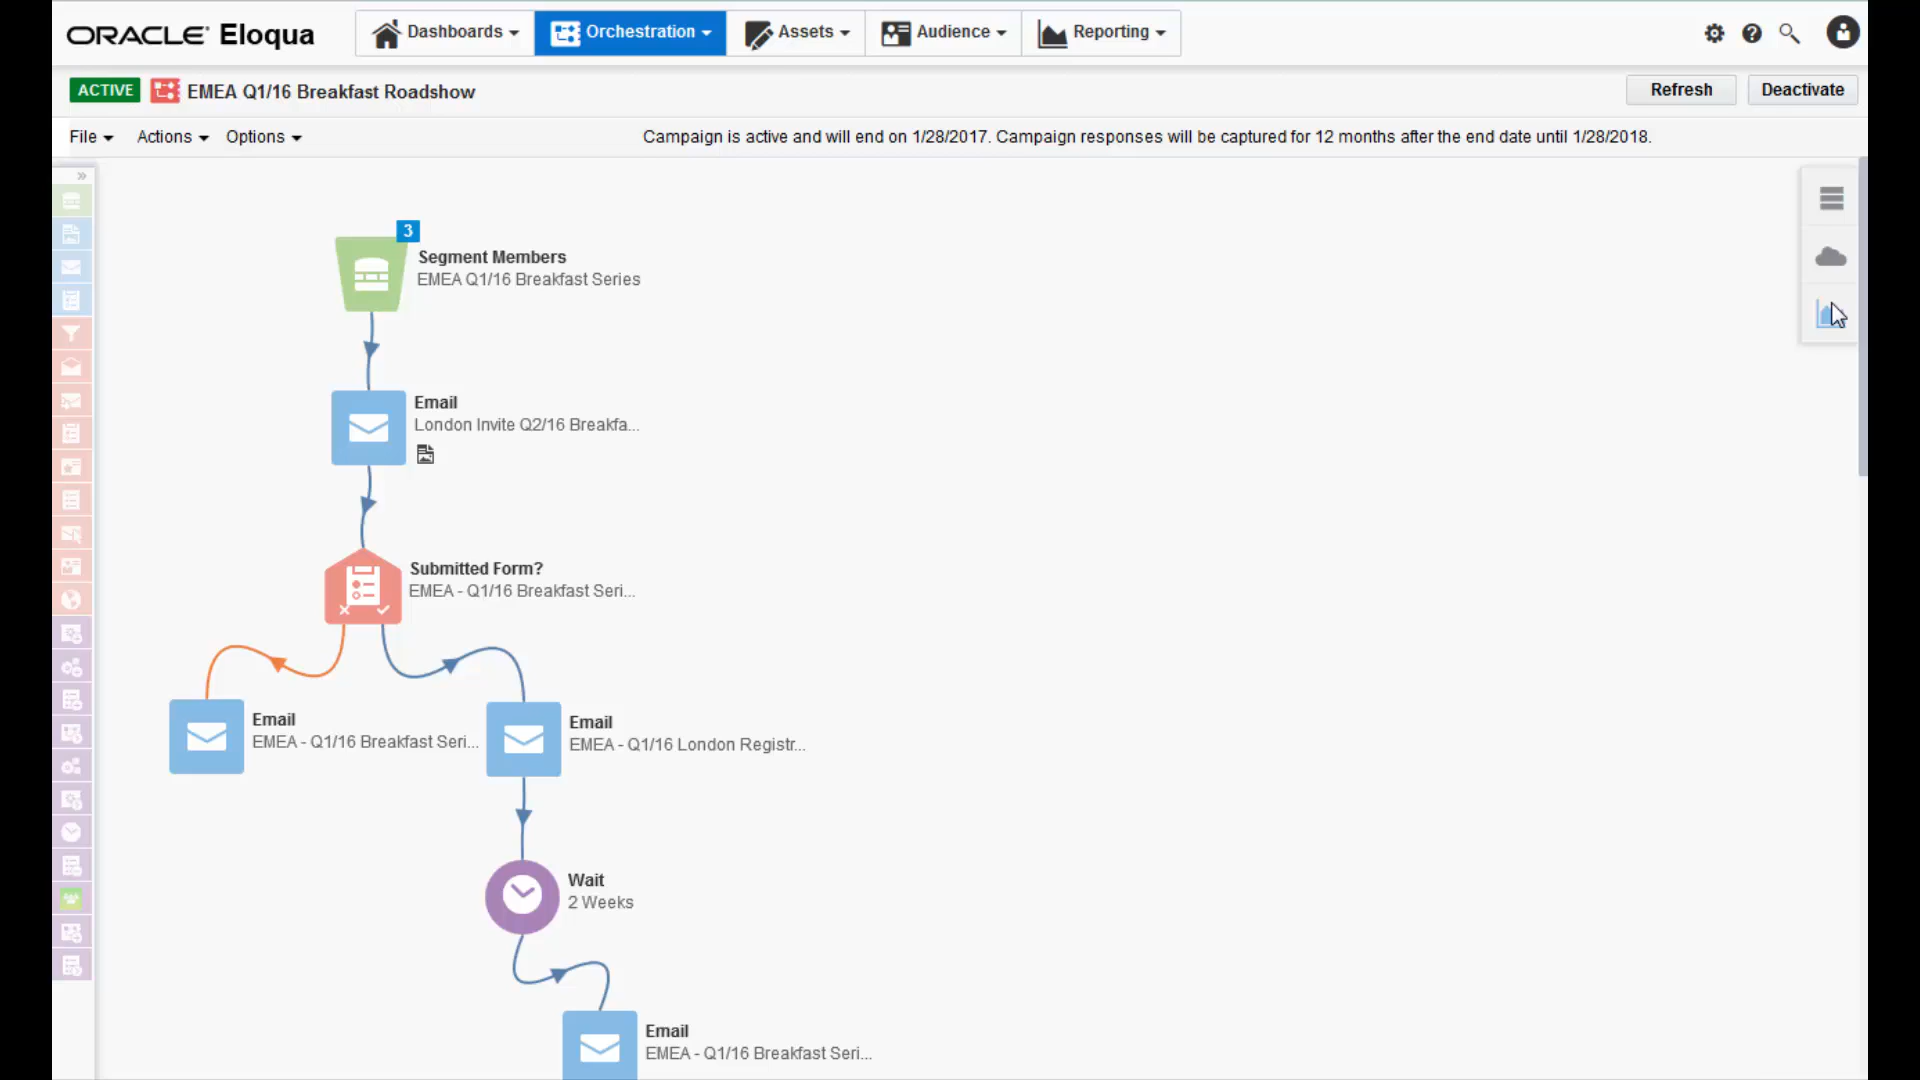 ORACLE Eloqua
Dashboards
Orchestration
Assets
Audience
Reporting
ACTIVE
EMEA Q1/16 Breakfast Roadshow
Refresh
Deactivate
File
Actions
Options
Campaign is active and will end on 1/28/2017. Campaign responses will be captured for 12 months after the end date until 1/28/2018.
3
Segment Members
EMEA Q1/16 Breakfast Series
Email
London Invite Q2/16 Breakfa...
Submitted Form?
EMEA - Q1/16 Breakfast Seri...
Email
EMEA - Q1/16 Breakfast Seri...
Email
EMEA - Q1/16 London Registr...
Wait
2 Weeks
Email
EMEA - Q1/16 Breakfast Seri...